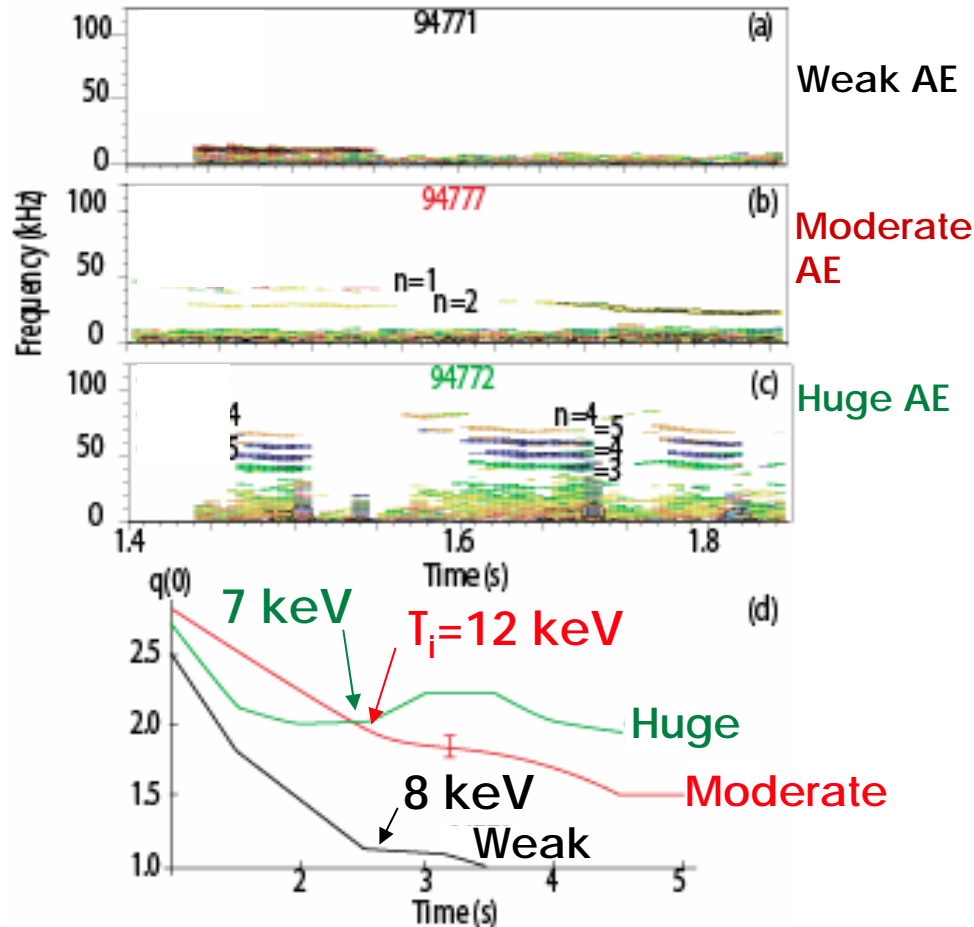 100
94771
(a)
50
0
Weak AE
100
94777
(b)
50
n=1
n=2
0
Moderate
AE
Frequency (kHz)
100
94772
(c)
4
n=4
=5
5
50
=4
=3
0
Huge AE
1.4
1.6
1.8
Time (s)
q(0)
7 keV
Ti=12 keV
(d)
2.5
2.0
Huge
1.5
8 keV
Moderate
Weak
1.0
2
3
4
5
Time (s)